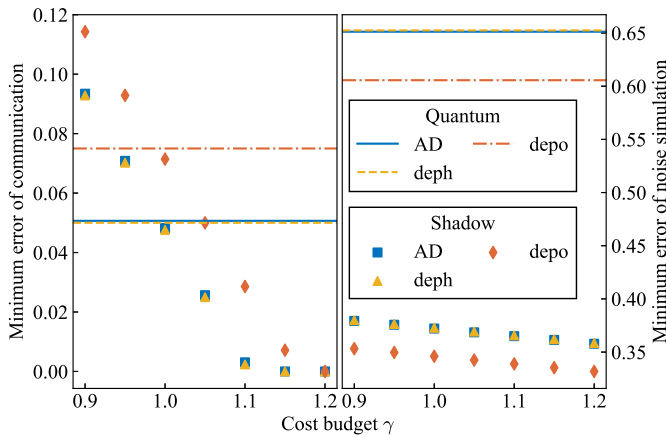 Minimum error of communication
0.12
0.10
0.08
0.06
0.04
0.02
0.00
0.9
1.0
1.1
1.2
0.9
1.0
1.1
1.2
Cost budget γ
Quantum
AD
depo
deph
Shadow
AD
depo
deph
0.65
0.60
0.55
0.50
0.45
0.40
0.35
Minimum error of noise simulation